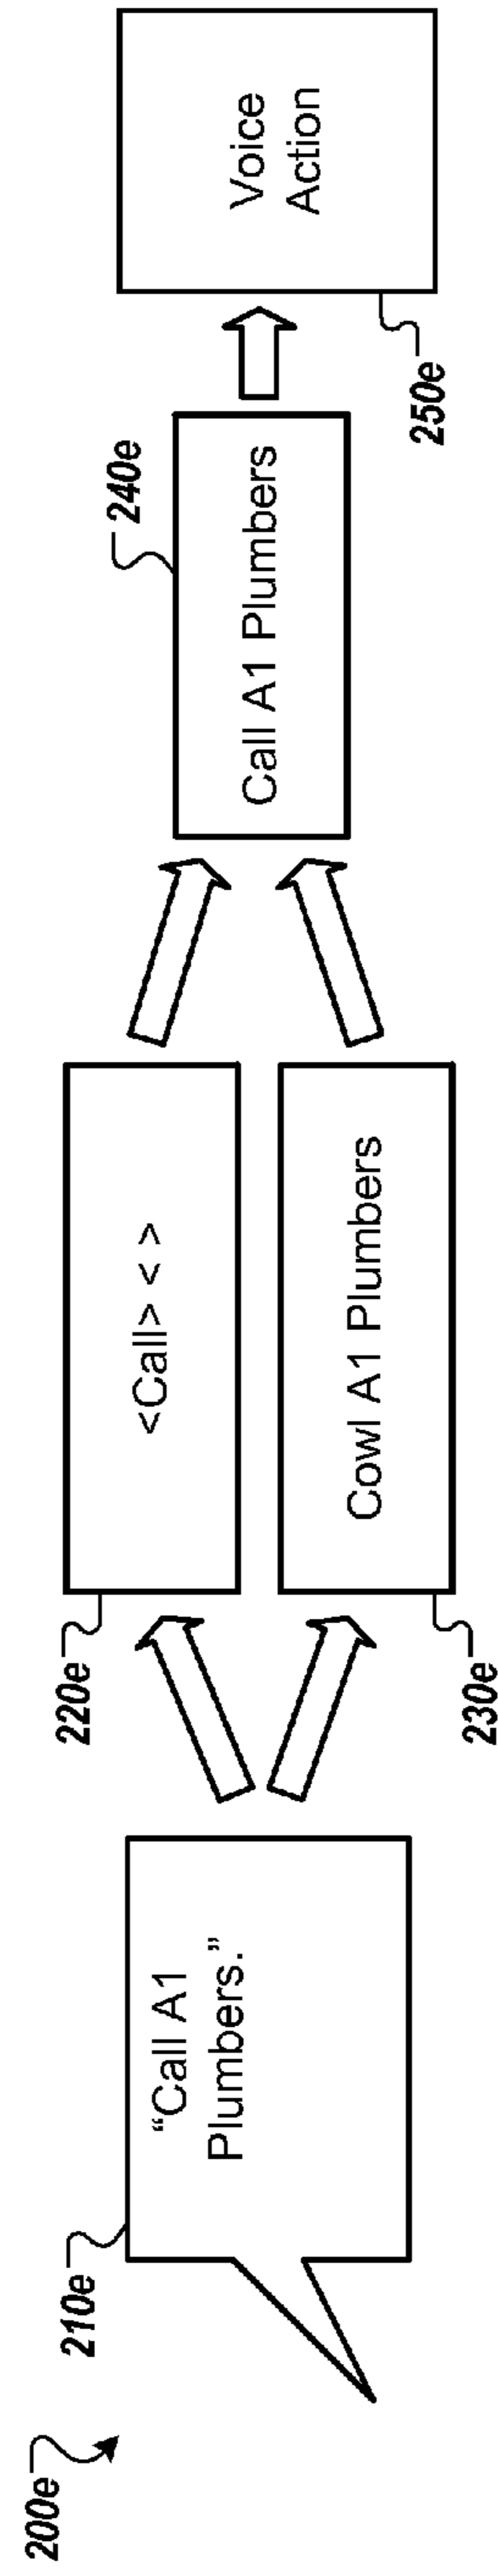 200e
210e
“Call A1
Plumbers.”
220e
<Call> < >
230e
Cowl A1 Plumbers
240e
Call A1 Plumbers
250e
Voice
Action